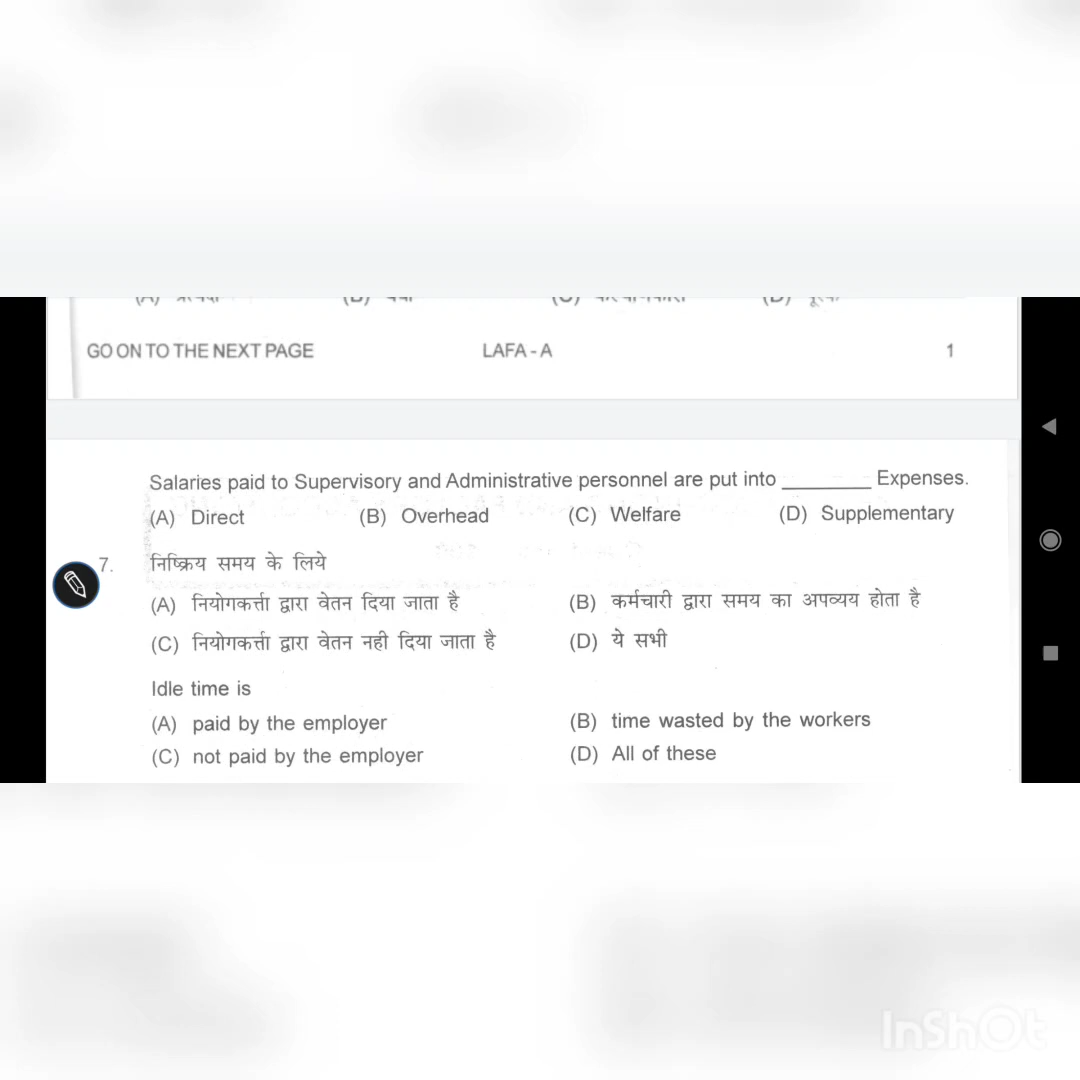 GO ON TO THE NEXT PAGE LAFA - A 1
Salaries paid to Supervisory and Administrative personnel are put into ________ Expenses.
(A) Direct (B) Overhead (C) Welfare (D) Supplementary
7. निष्क्रिय समय के लिये
(A) नियोगकर्त्ता द्वारा वेतन दिया जाता है (B) कर्मचारी द्वारा समय का अपव्यय होता है
(C) नियोगकर्त्ता द्वारा वेतन नही दिया जाता है (D) ये सभी
Idle time is
(A) paid by the employer (B) time wasted by the workers
(C) not paid by the employer (D) All of these
InShOt